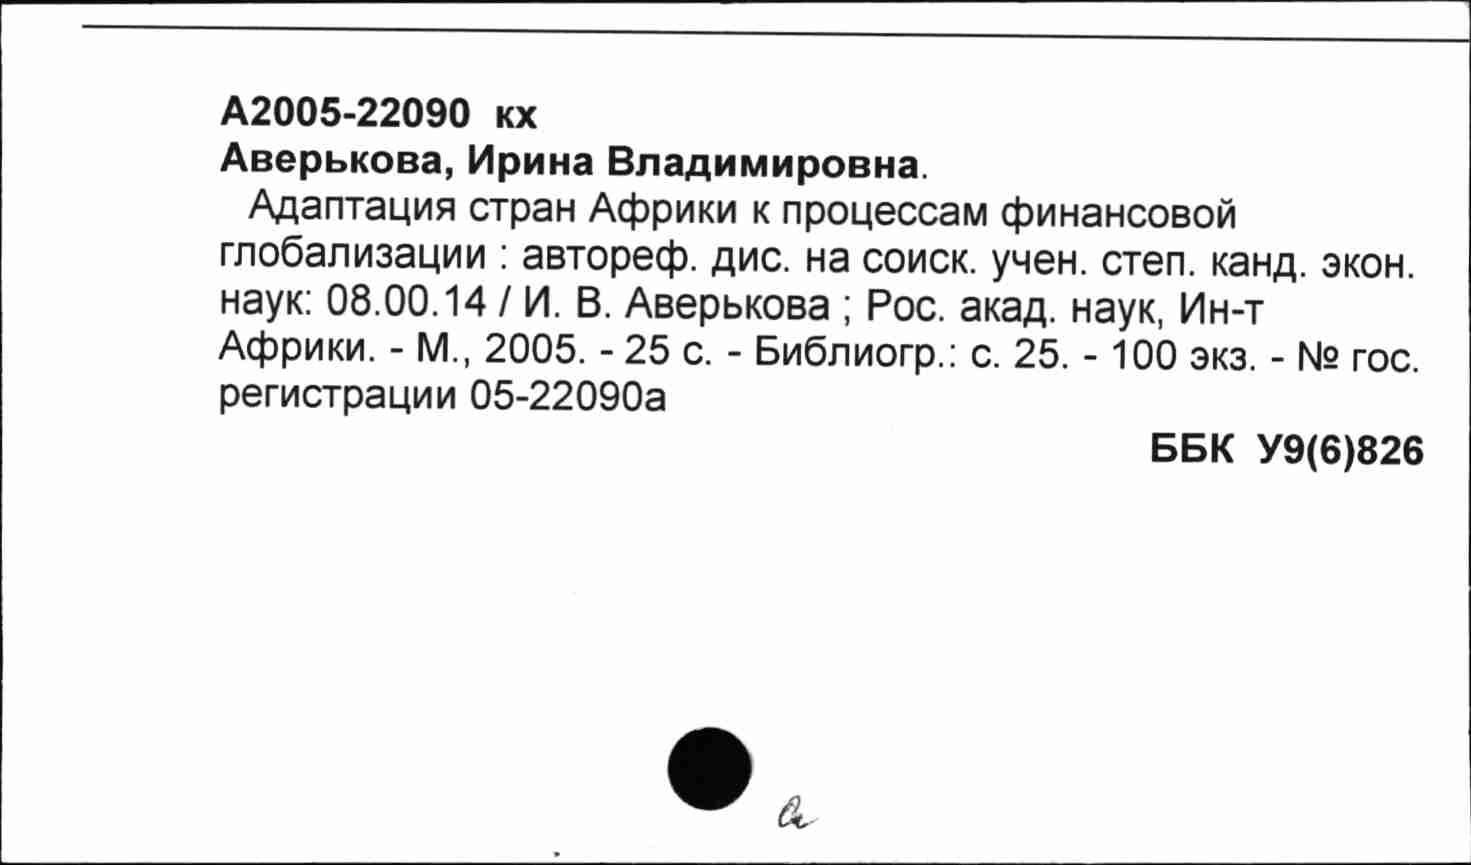 А2005-22090 кх
Аверькова, Ирина Владимировна.
Адаптация стран Африки к процессам финансовой
глобализации : автореф. дис. на соиск. учен. степ. канд. экон.
наук: 08.00.14 / И. В. Аверькова ; Рос. акад. наук, Ин-т
Африки. - М., 2005. - 25 с. - Библиогр.: с. 25. - 100 экз. - № гос.
регистрации 05-22090а
ББК У9(6)826